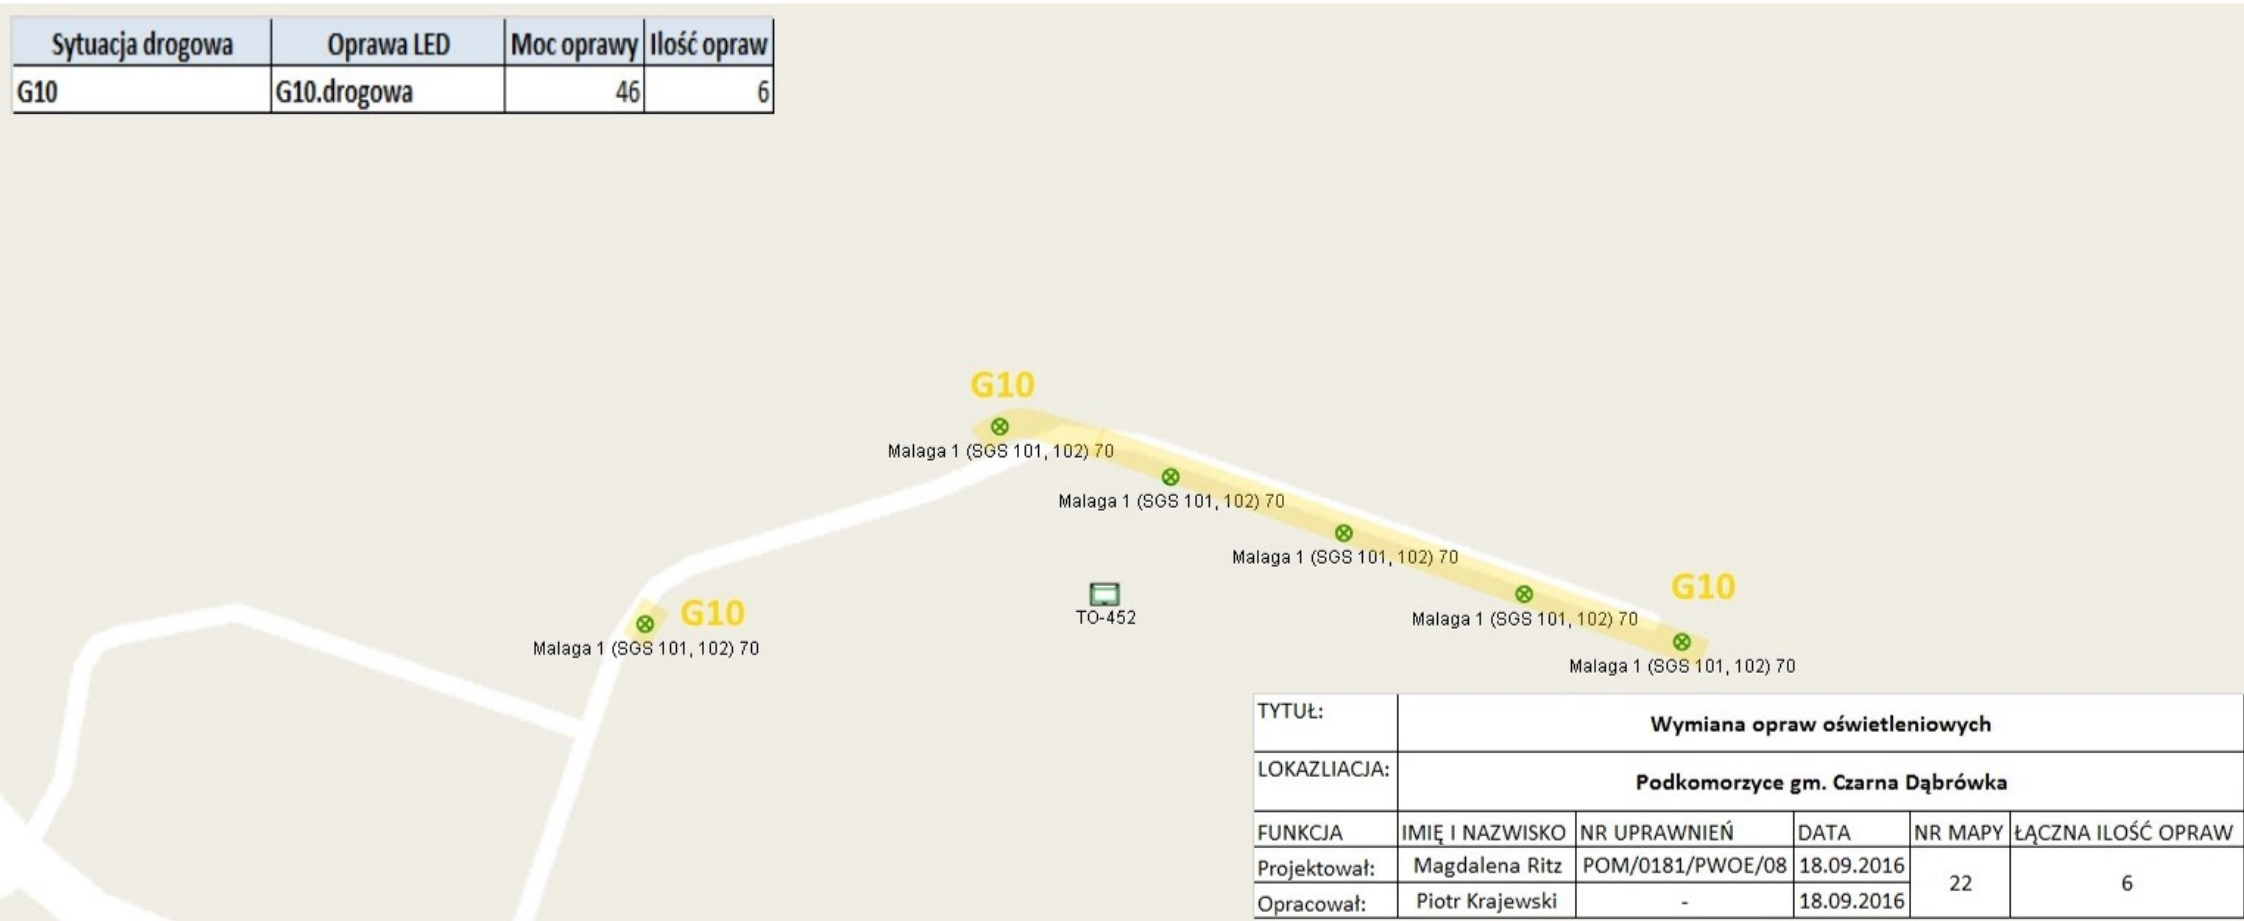 Sytuacja drogowa Oprawa LED Moc oprawy Ilość opraw
G10 G10.drogowa 46 6
G10
Malaga 1 (SGS 101, 102) 70
Malaga 1 (SGS 101, 102) 70
Malaga 1 (SGS 101, 102) 70
G10
Malaga 1 (SGS 101, 102) 70
G10
TO-452
Malaga 1 (SGS 101, 102) 70
Malaga 1 (SGS 101, 102) 70
TYTUŁ: Wymiana opraw oświetleniowych
LOKAZLIACJA: Podkomorzyce gm. Czarna Dąbrówka
FUNKCJA IMIĘ I NAZWISKO NR UPRAWNIEŃ DATA NR MAPY ŁĄCZNA ILOŚĆ OPRAW
Projektował: Magdalena Ritz POM/0181/PWOE/08 18.09.2016 22 6
Opracował: Piotr Krajewski - 18.09.2016